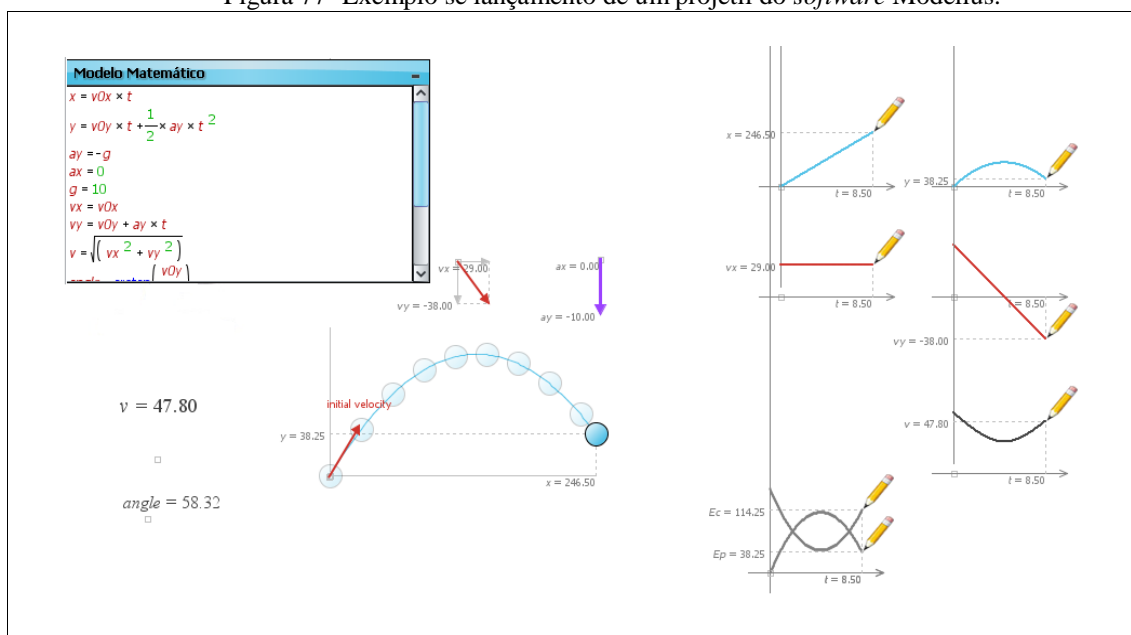 Figura 77- Exemplo se lançamento de um projétil do software Modellus.
Modelo Matemático
x = v0x × t
y = v0y × t + 1/2 × ay × t 2
ay = -g
ax = 0
g = 10
vx = v0x
vy = v0y + ay × t
v = √( vx 2 + vy 2 )
v0y
vx = 29.00
vy = -38.00
ax = 0.00
ay = -10.00
v = 47.80
angle = 58.32
initial velocity
y = 38.25
x = 246.50
x = 246.50
t = 8.50
y = 38.25
t = 8.50
vx = 29.00
t = 8.50
t = 8.50
vy = -38.00
v = 47.80
t = 8.50
Ec = 114.25
Ep = 38.25
t = 8.50